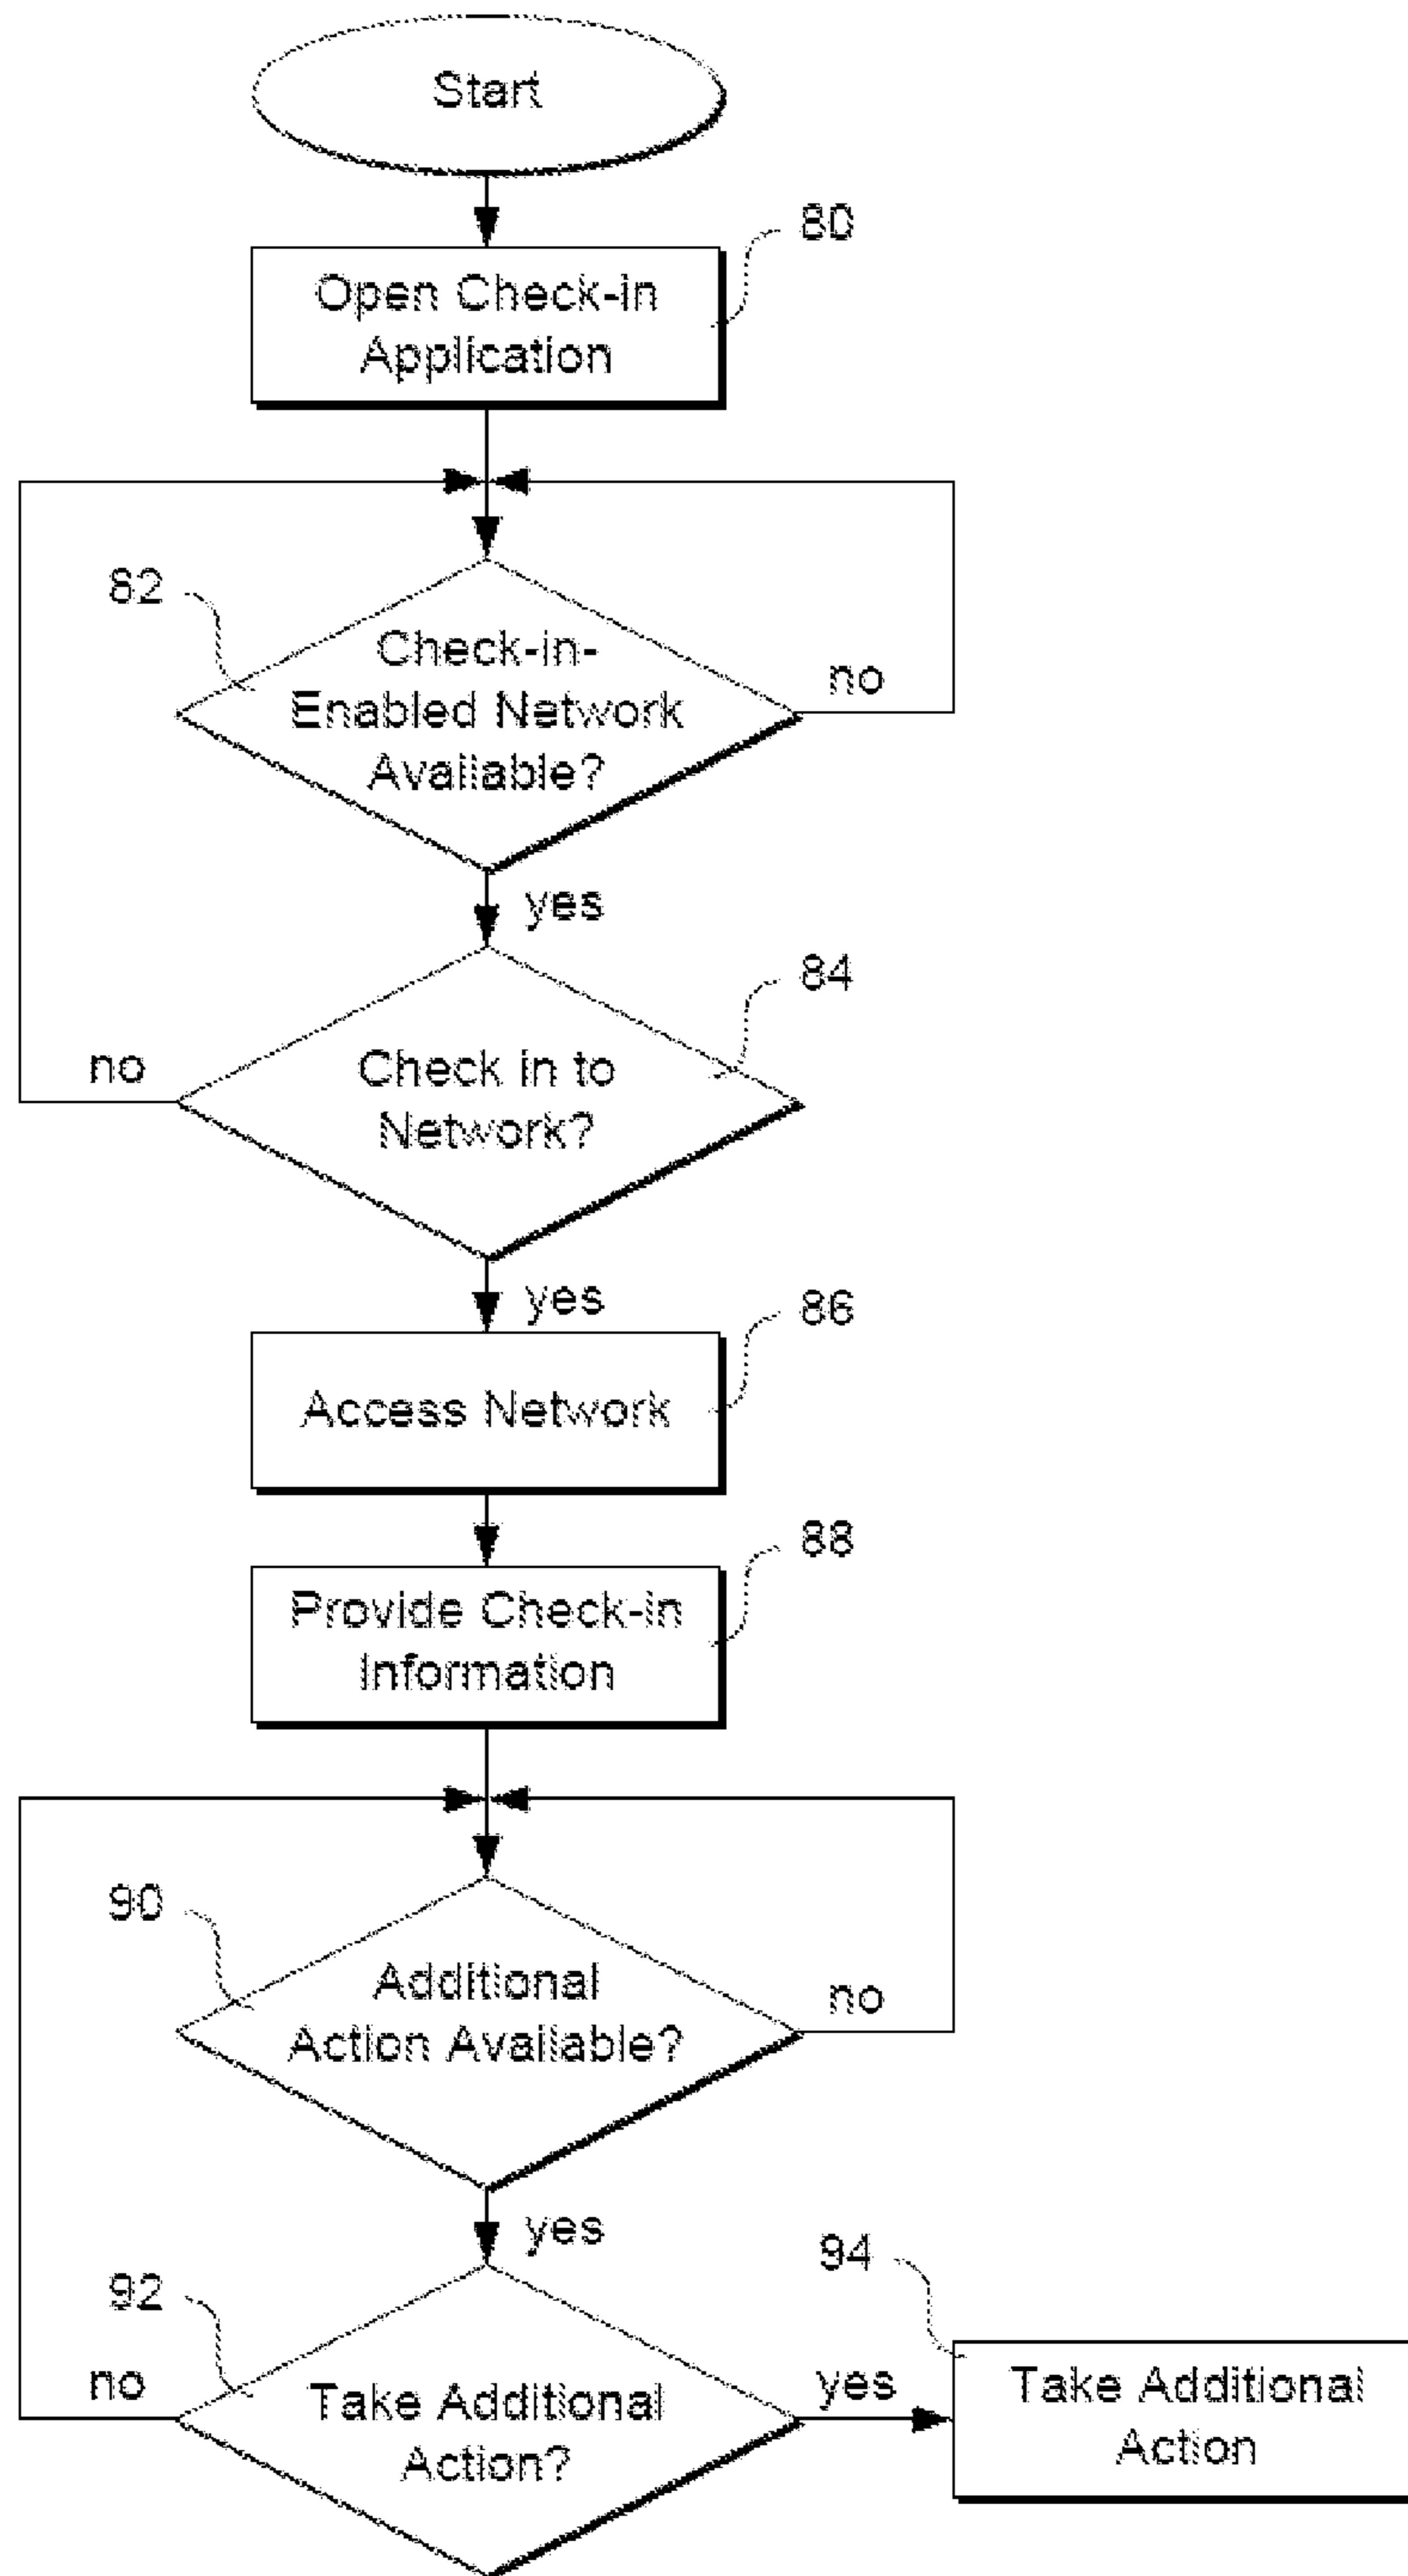 Start
80
Open Check-in
Application
82
Check-in-
Enabled Network
Available?
no
yes
84
no
Check in to
Network?
yes
86
Access Network
88
Provide Check-in
Information
90
Additional
Action Available?
no
yes
92
94
no
Take Additional
Action?
yes
Take Additional
Action